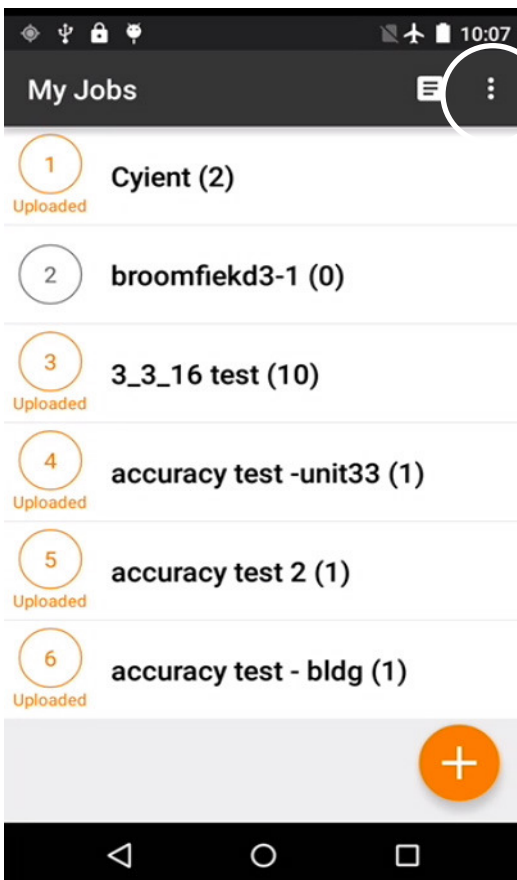 10:07
My Jobs
1
Uploaded
Cyient (2)
2
broomfiekd3-1 (0)
3
Uploaded
3_3_16 test (10)
4
Uploaded
accuracy test -unit33 (1)
5
Uploaded
accuracy test 2 (1)
6
Uploaded
accuracy test - bldg (1)